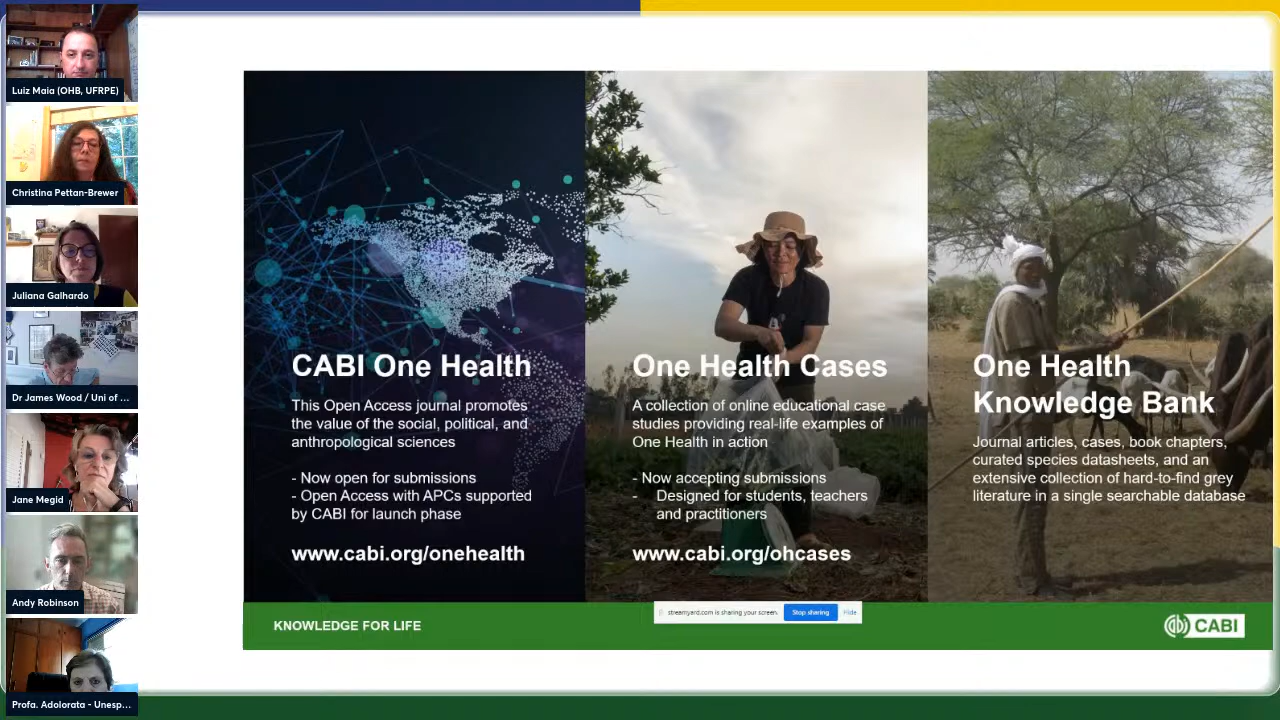 Luiz Maia (OHB, UFRPE)
Christina Pettan-Brewer
Juliana Galhardo
Dr James Wood / Uni of ...
Jane Megid
Andy Robinson
Profa. Adolorata - Unesp...
CABI One Health
This Open Access journal promotes
the value of the social, political, and
anthropological sciences
- Now open for submissions
- Open Access with APCs supported
by CABI for launch phase
www.cabi.org/onehealth
One Health Cases
A collection of online educational case
studies providing real-life examples of
One Health in action
- Now accepting submissions
- Designed for students, teachers
and practitioners
www.cabi.org/ohcases
One Health
Knowledge Bank
Journal articles, cases, book chapters,
curated species datasheets, and an
extensive collection of hard-to-find grey
literature in a single searchable database
streamyard.com is sharing your screen.
Stop sharing
Hide
KNOWLEDGE FOR LIFE
CABI